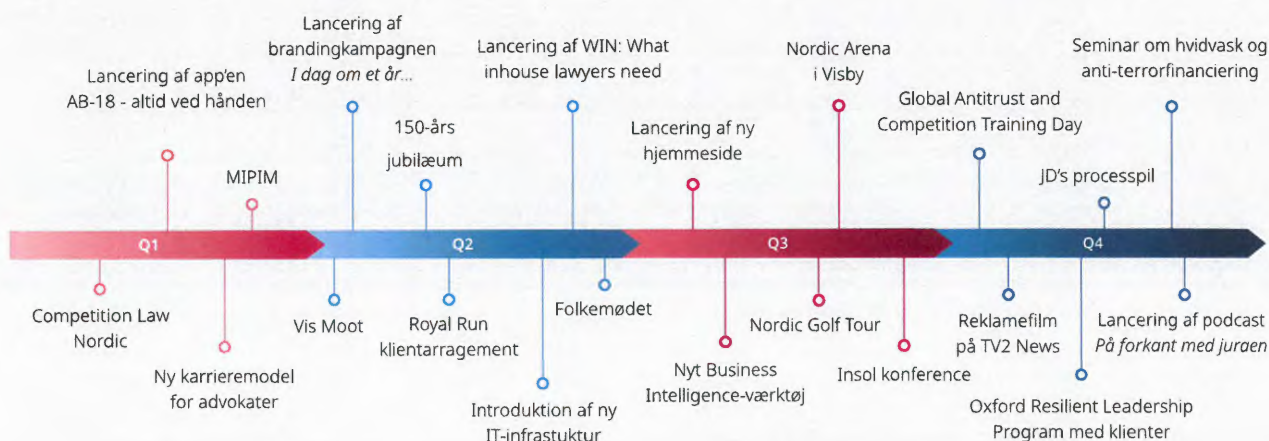 Lancering af app'en
AB-18 - altid ved hånden
MIPIM
Lancering af
brandingkampagnen
I dag om et år...
150-års
jubilæum
Lancering af WIN: What
inhouse lawyers need
Lancering af ny
hjemmeside
Nordic Arena
i Visby
Global Antitrust and
Competition Training Day
JD's processpil
Seminar om hvidvask og
anti-terrorfinanciering
Q1
Q2
Q3
Q4
Competition Law
Nordic
Ny karrieremodel
for advokater
Vis Moot
Royal Run
klientarragement
Introduktion af ny
IT-infrastuktur
Folkemødet
Nyt Business
Intelligence-værktøj
Nordic Golf Tour
Insol konference
Reklamefilm
på TV2 News
Oxford Resilient Leadership
Program med klienter
Lancering af podcast
På forkant med juraen